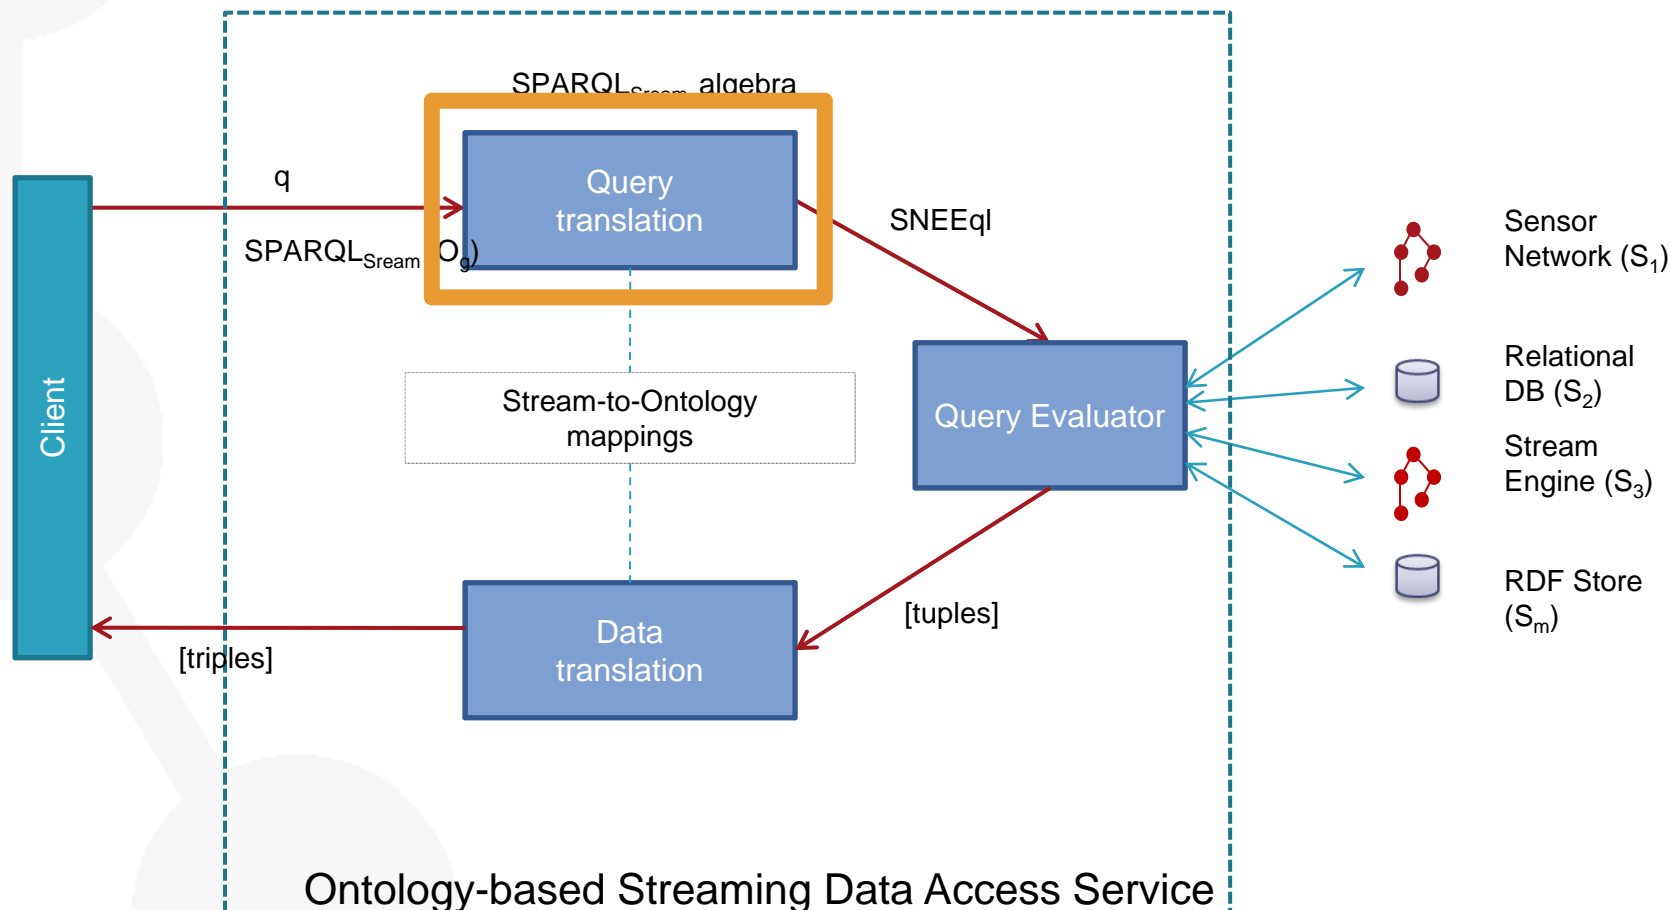 SPARQLSream algebra
q
Query
translation
SPARQLSream (Og)
SNEEql
Sensor
Network (S1)
Client
Stream-to-Ontology
mappings
Query Evaluator
Relational
DB (S2)
Stream
Engine (S3)
RDF Store
(Sm)
[tuples]
Data
translation
[triples]
Ontology-based Streaming Data Access Service